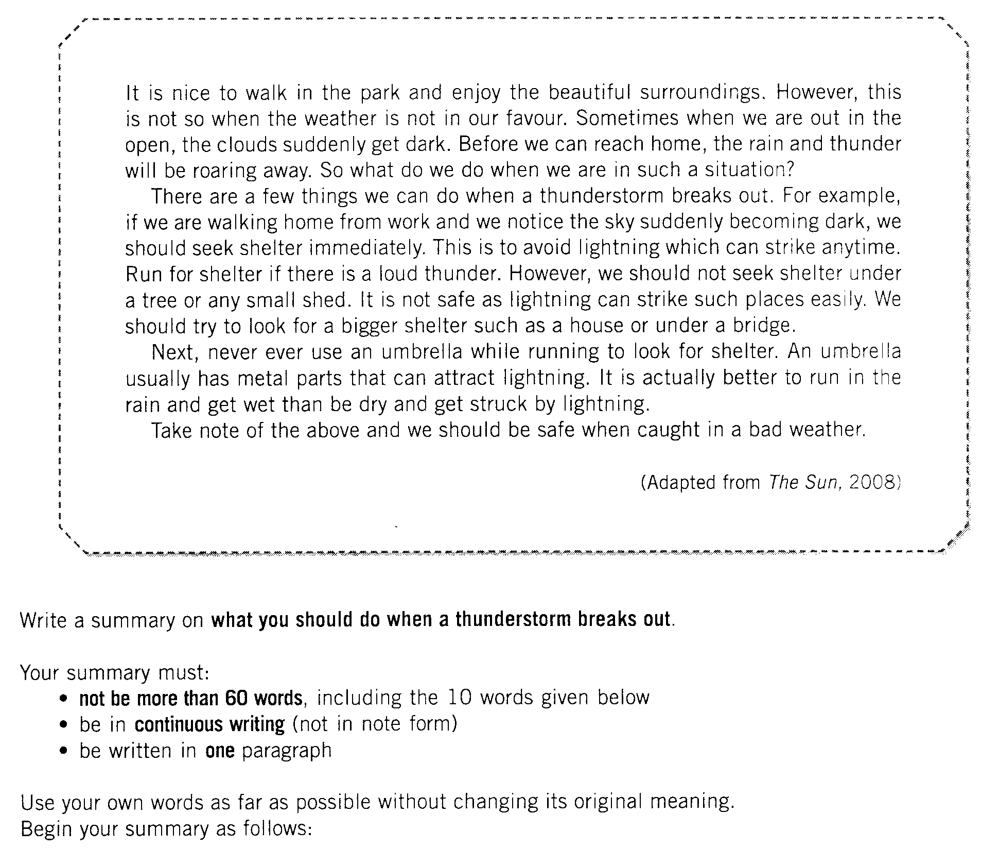 It is nice to walk in the park and enjoy the beautiful surroundings. However, this
is not so when the weather is not in our favour. Sometimes when we are out in the
open, the clouds suddenly get dark. Before we can reach home, the rain and thunder
will be roaring away. So what do we do when we are in such a situation?
There are a few things we can do when a thunderstorm breaks out. For example,
if we are walking home from work and we notice the sky suddenly becoming dark, we
should seek shelter immediately. This is to avoid lightning which can strike anytime.
Run for shelter if there is a loud thunder. However, we should not seek shelter under
a tree or any small shed. It is not safe as lightning can strike such places easily. We
should try to look for a bigger shelter such as a house or under a bridge.
Next, never ever use an umbrella while running to look for shelter. An umbrella
usually has metal parts that can attract lightning. It is actually better to run in the
rain and get wet than be dry and get struck by lightning.
Take note of the above and we should be safe when caught in a bad weather.
(Adapted from The Sun, 2008)
Write a summary on what you should do when a thunderstorm breaks out.
Your summary must:
• not be more than 60 words, including the 10 words given below
• be in continuous writing (not in note form)
• be written in one paragraph
Use your own words as far as possible without changing its original meaning.
Begin your summary as follows: